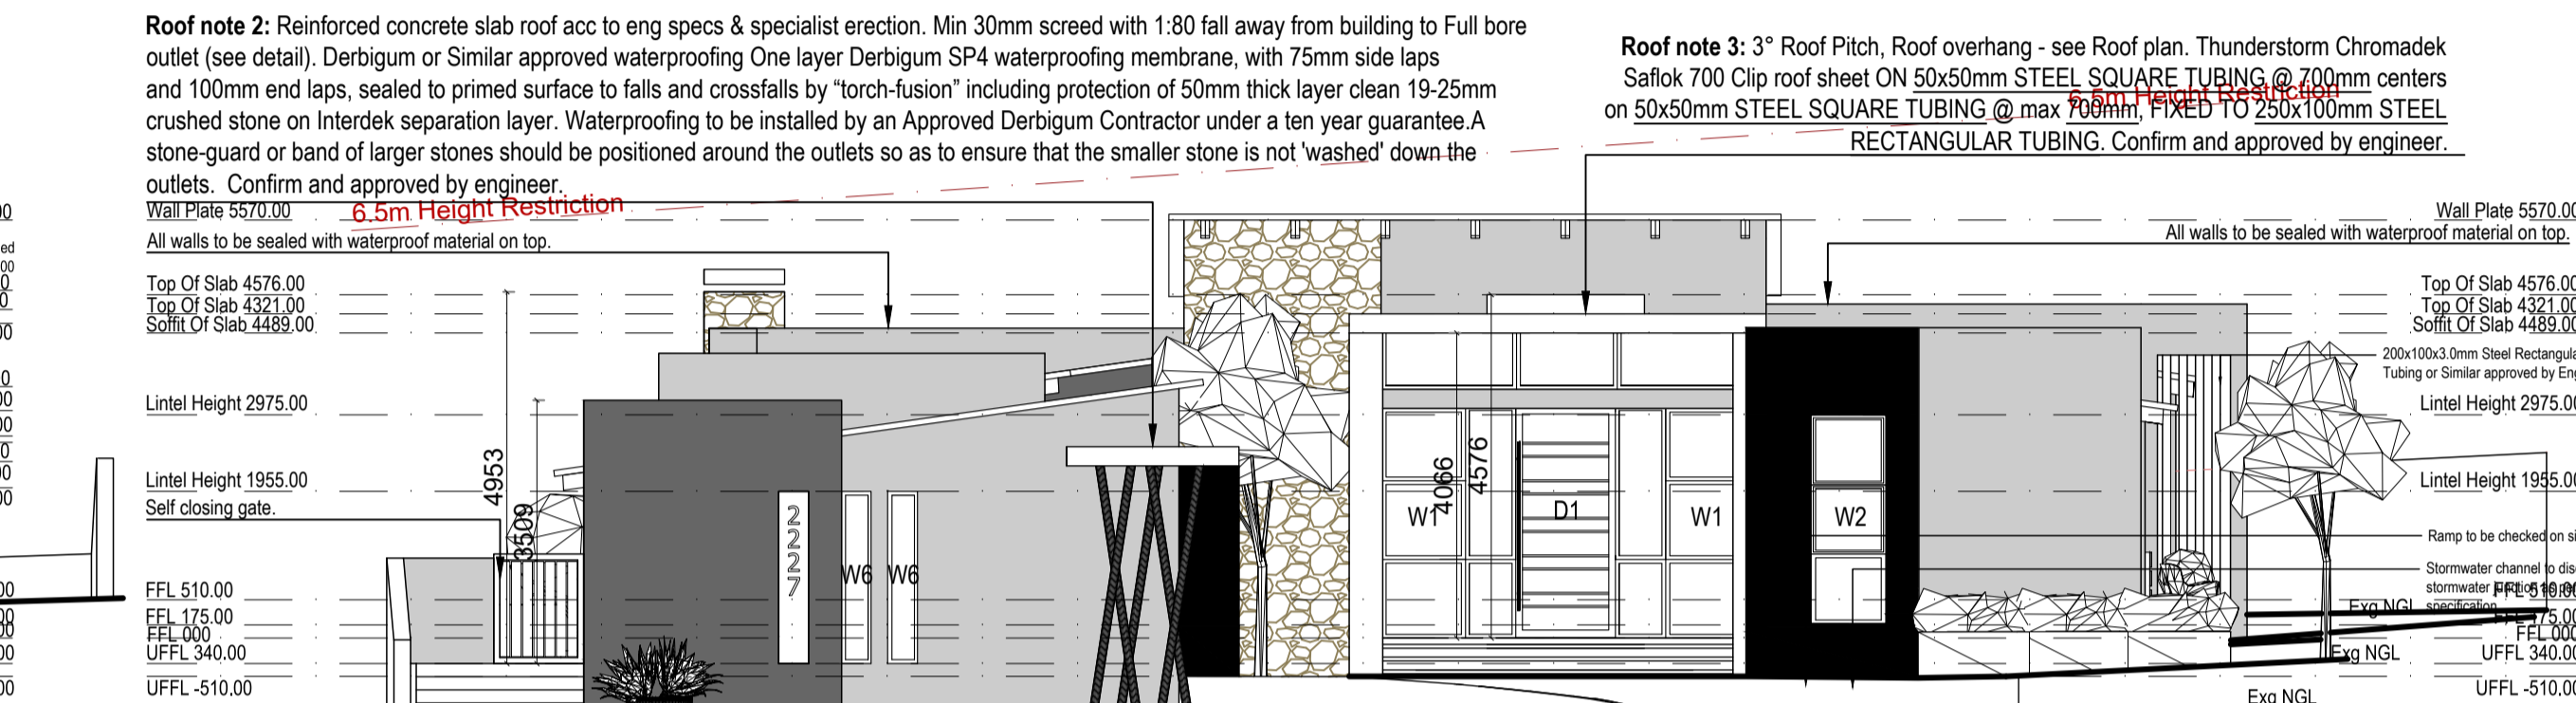 Roof note 2: Reinforced concrete slab roof acc to eng specs & specialist erection. Min 30mm screed with 1:80 fall away from building to Full bore
outlet (see detail). Derbigum or Similar approved waterproofing One layer Derbigum SP4 waterproofing membrane, with 75mm side laps
and 100mm end laps, sealed to primed surface to falls and crossfalls by “torch-fusion” including protection of 50mm thick layer clean 19-25mm
crushed stone on Interdek separation layer. Waterproofing to be installed by an Approved Derbigum Contractor under a ten year guarantee.A
stone-guard or band of larger stones should be positioned around the outlets so as to ensure that the smaller stone is not 'washed' down the
outlets. Confirm and approved by engineer.
Roof note 3: 3° Roof Pitch, Roof overhang - see Roof plan. Thunderstorm Chromadek
Saflok 700 Clip roof sheet ON 50x50mm STEEL SQUARE TUBING @ 700mm centers
on 50x50mm STEEL SQUARE TUBING @ max 700mm, FIXED TO 250x100mm STEEL
RECTANGULAR TUBING. Confirm and approved by engineer.
6.5m Height Restriction
6.5m Height Restriction
Wall Plate 5570.00
All walls to be sealed with waterproof material on top.
Top Of Slab 4576.00
Top Of Slab 4321.00
Soffit Of Slab 4489.00
Lintel Height 2975.00
Lintel Height 1955.00
Self closing gate.
FFL 510.00
FFL 175.00
FFL 000
UFFL 340.00
UFFL -510.00
4953
3509
2227
W6
W6
4066
4576
W1
D1
W1
W2
Wall Plate 5570.00
All walls to be sealed with waterproof material on top.
Top Of Slab 4576.00
Top Of Slab 4321.00
Soffit Of Slab 4489.00
200x100x3.0mm Steel Rectangula
Tubing or Similar approved by Eng
Lintel Height 2975.00
Lintel Height 1955.00
Ramp to be checked on si
Stormwater channel to dis
stormwater
specification
FFL 510.00
Exg NGL
75.00
FFL 000
Exg NGL
UFFL 340.00
UFFL -510.00
Exg NGL
ed
00